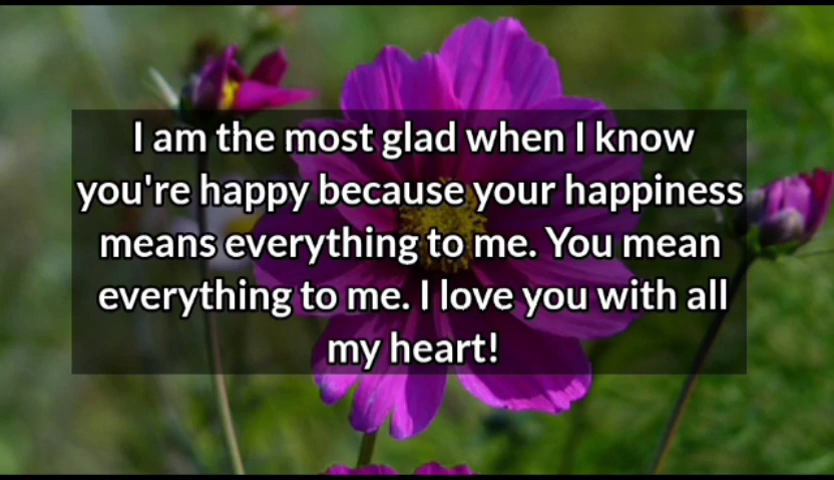 I am the most glad when I know
you're happy because your happiness
means everything to me. You mean
everything to me. I love you with all
my heart!